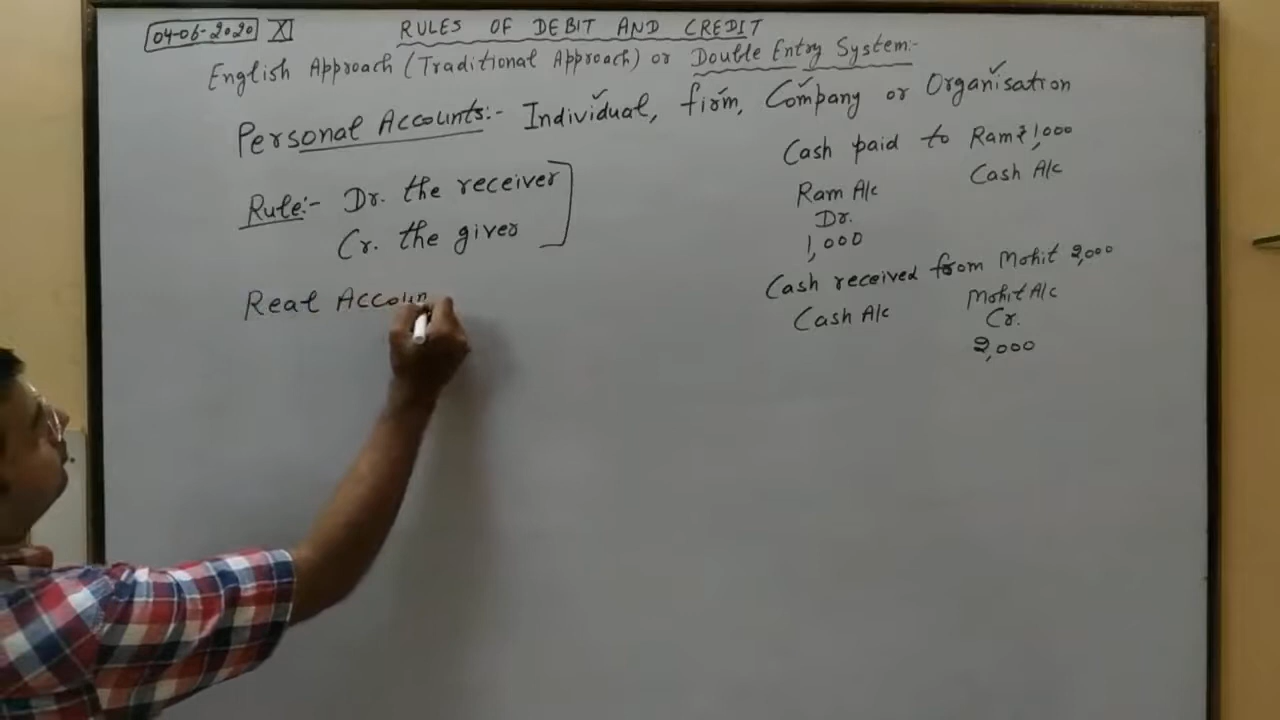 04-06-2020 XI
RULES OF DEBIT AND CREDIT
English Approach (Traditional Approach) or Double Entry System:-
Personal Accounts:- Individual, firm, Company or Organisation
Rule:- Dr. the receiver
Cr. the giver
Real Accoun
Cash paid to Ram ₹1,000
Ram A/c Cash A/c
Dr.
1,000
Cash received from Mohit 2,000
Cash A/c Mohit A/c
Cr.
2,000